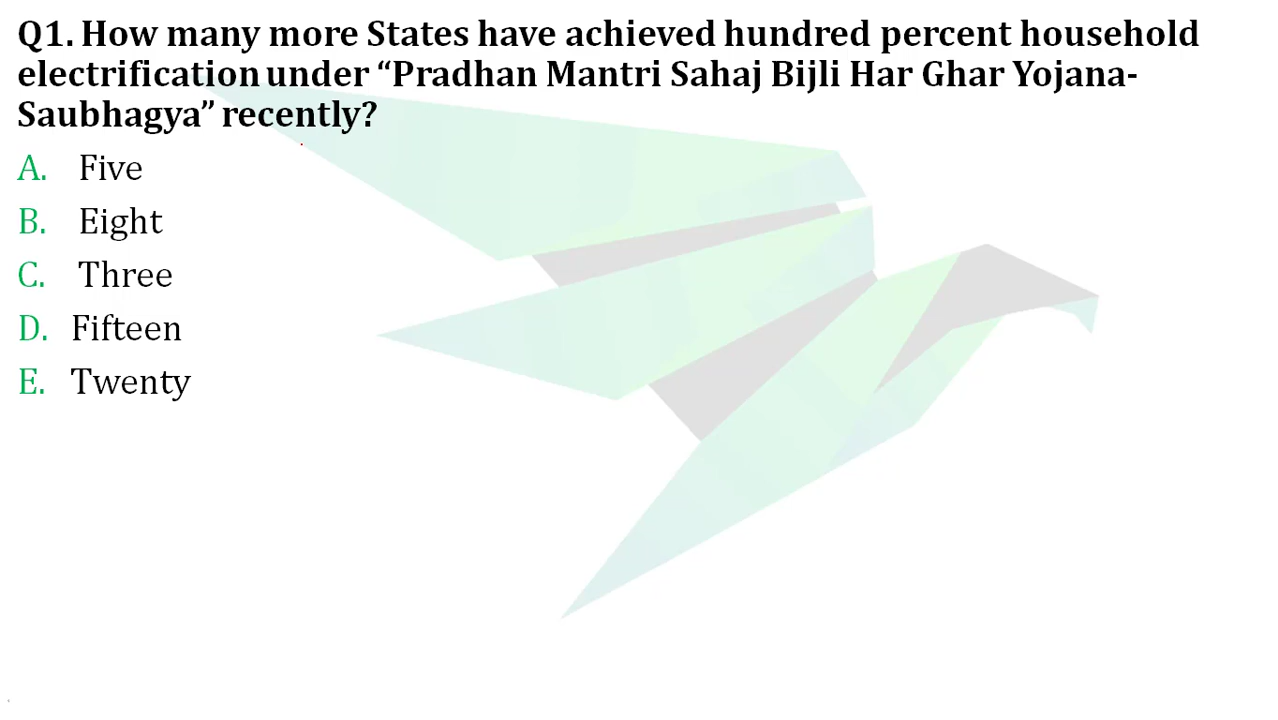 Q1. How many more States have achieved hundred percent household
electrification under “Pradhan Mantri Sahaj Bijli Har Ghar Yojana-
Saubhagya” recently?
A. Five
B. Eight
C. Three
D. Fifteen
E. Twenty